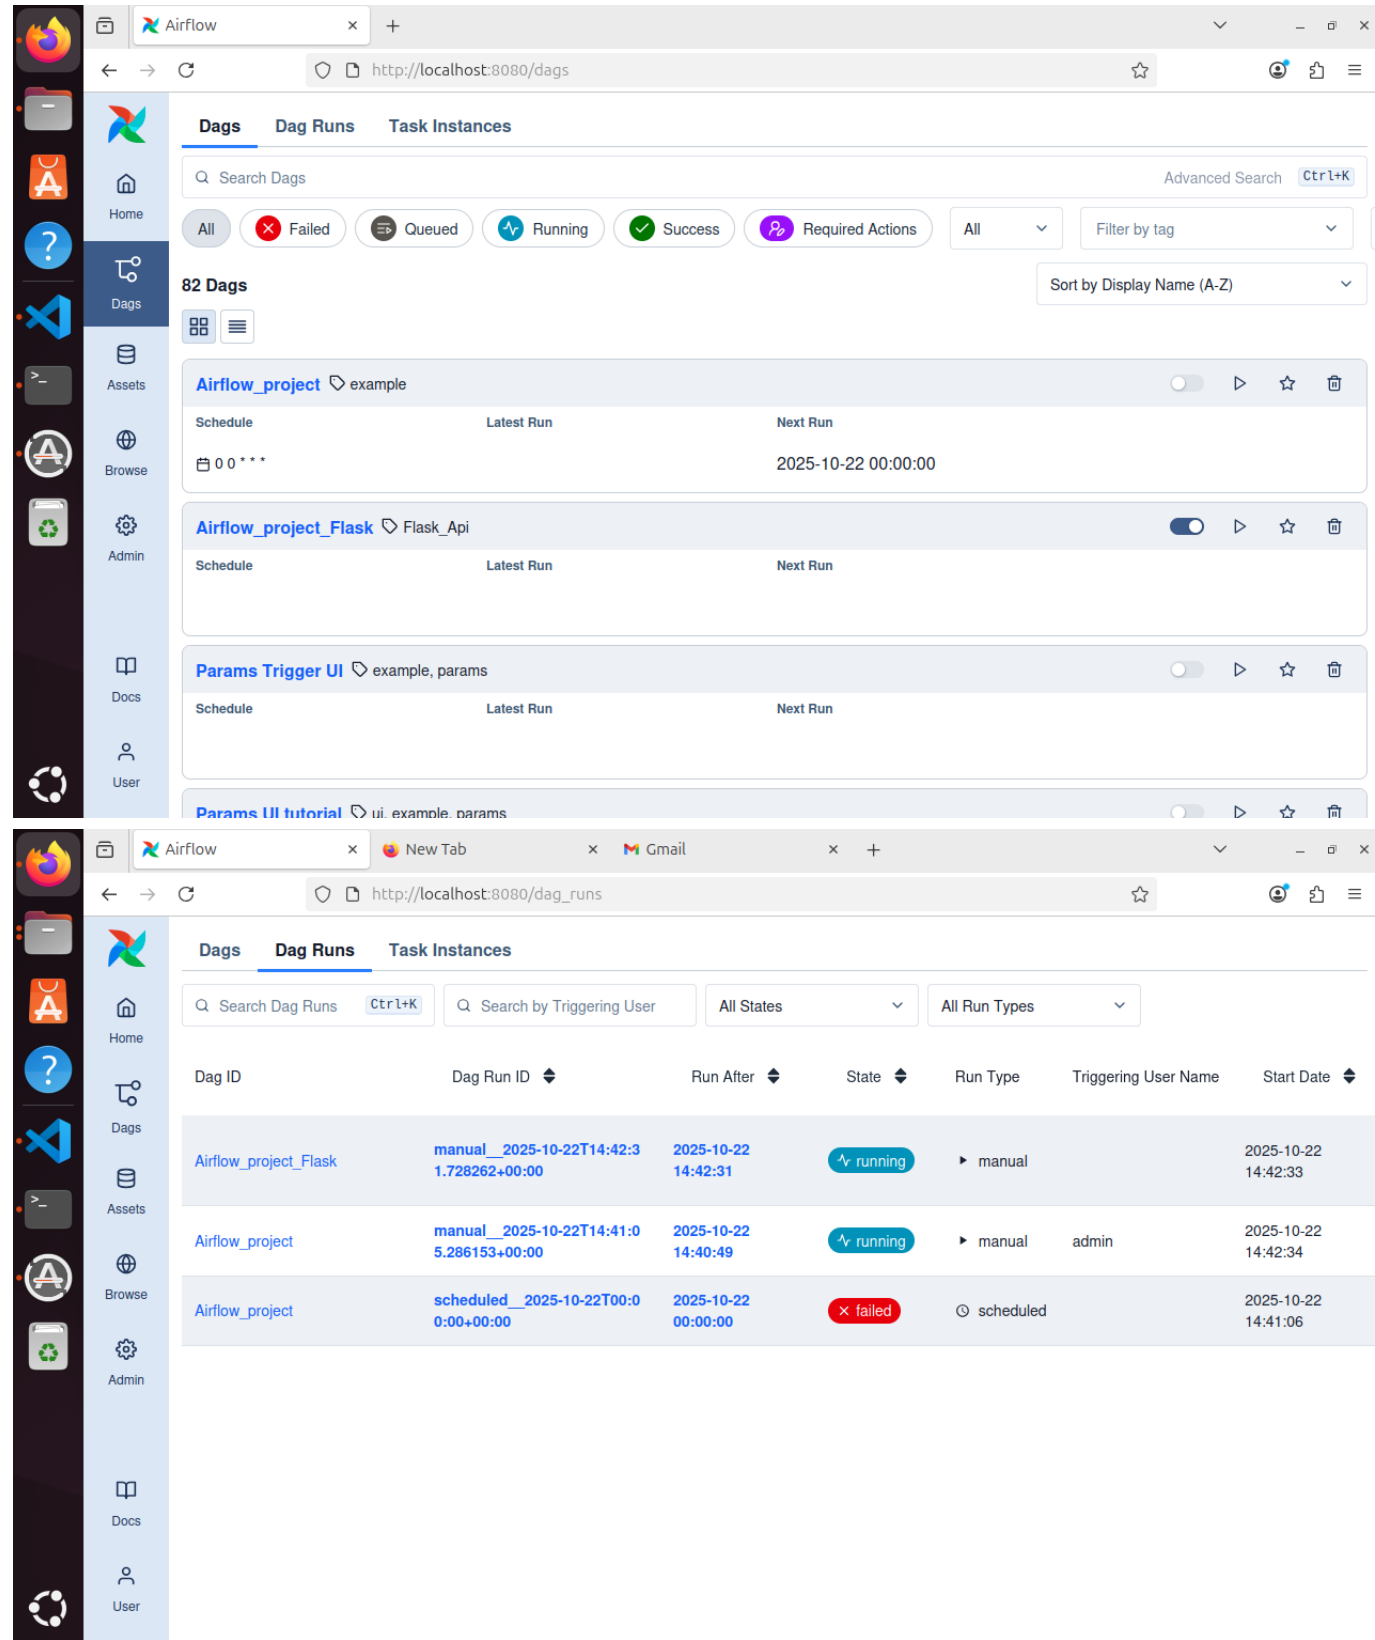 Airflow
http://localhost:8080/dags
Dags Dag Runs Task Instances
Search Dags Advanced Search Ctrl+K
Home
All Failed Queued Running Success Required Actions All Filter by tag
82 Dags Sort by Display Name (A-Z)
Dags
Airflow_project example
Assets
Schedule Latest Run Next Run
0 0 * * * 2025-10-22 00:00:00
Browse
Airflow_project_Flask Flask_Api
Admin
Schedule Latest Run Next Run
Params Trigger UI example, params
Docs
Schedule Latest Run Next Run
User
Params UI tutorial ui, example, params
Airflow New Tab Gmail
http://localhost:8080/dag_runs
Dags Dag Runs Task Instances
Search Dag Runs Ctrl+K Search by Triggering User All States All Run Types
Home
Dag ID Dag Run ID Run After State Run Type Triggering User Name Start Date
Dags
Airflow_project_Flask manual__2025-10-22T14:42:3 2025-10-22 running manual 2025-10-22
1.728262+00:00 14:42:31 14:42:33
Assets
Airflow_project manual__2025-10-22T14:41:0 2025-10-22 running manual admin 2025-10-22
5.286153+00:00 14:40:49 14:42:34
Browse
Airflow_project scheduled__2025-10-22T00:0 2025-10-22 failed scheduled 2025-10-22
0:00+00:00 00:00:00 14:41:06
Admin
Docs
User